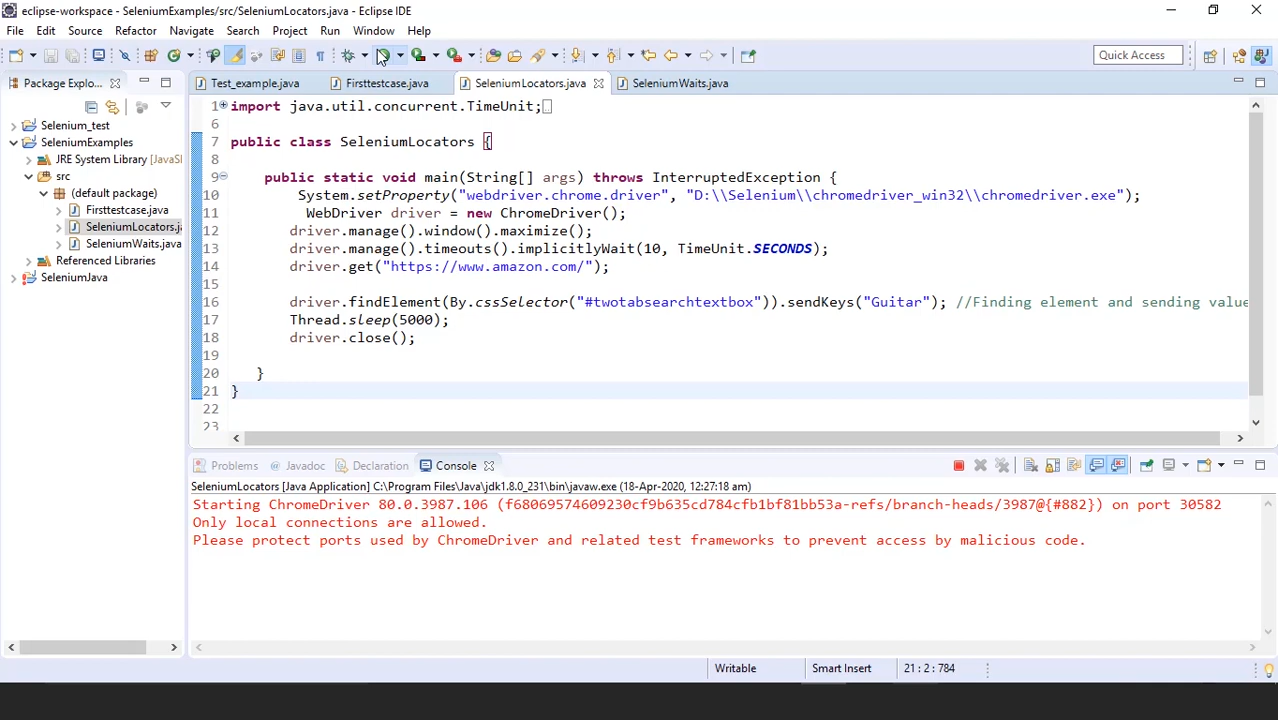 eclipse-workspace - SeleniumExamples/src/SeleniumLocators.java - Eclipse IDE
File Edit Source Refactor Navigate Search Project Run Window Help
Quick Access
Package Explo...
Test_example.java Firsttestcase.java SeleniumLocators.java SeleniumWaits.java
Selenium_test
SeleniumExamples
JRE System Library [JavaS
src
(default package)
Firsttestcase.java
SeleniumLocators.j
SeleniumWaits.java
Referenced Libraries
SeleniumJava
1 import java.util.concurrent.TimeUnit;
6
7 public class SeleniumLocators {
8
9 public static void main(String[] args) throws InterruptedException {
10 System.setProperty("webdriver.chrome.driver", "D:\\Selenium\\chromedriver_win32\\chromedriver.exe");
11 WebDriver driver = new ChromeDriver();
12 driver.manage().window().maximize();
13 driver.manage().timeouts().implicitlyWait(10, TimeUnit.SECONDS);
14 driver.get("https://www.amazon.com/");
15
16 driver.findElement(By.cssSelector("#twotabsearchtextbox")).sendKeys("Guitar"); //Finding element and sending value
17 Thread.sleep(5000);
18 driver.close();
19
20 }
21 }
22
23
Problems Javadoc Declaration Console
SeleniumLocators [Java Application] C:\Program Files\Java\jdk1.8.0_231\bin\javaw.exe (18-Apr-2020, 12:27:18 am)
Starting ChromeDriver 80.0.3987.106 (f68069574609230cf9b635cd784cfb1bf81bb53a-refs/branch-heads/3987@{#882}) on port 30582
Only local connections are allowed.
Please protect ports used by ChromeDriver and related test frameworks to prevent access by malicious code.
Writable Smart Insert 21 : 2 : 784